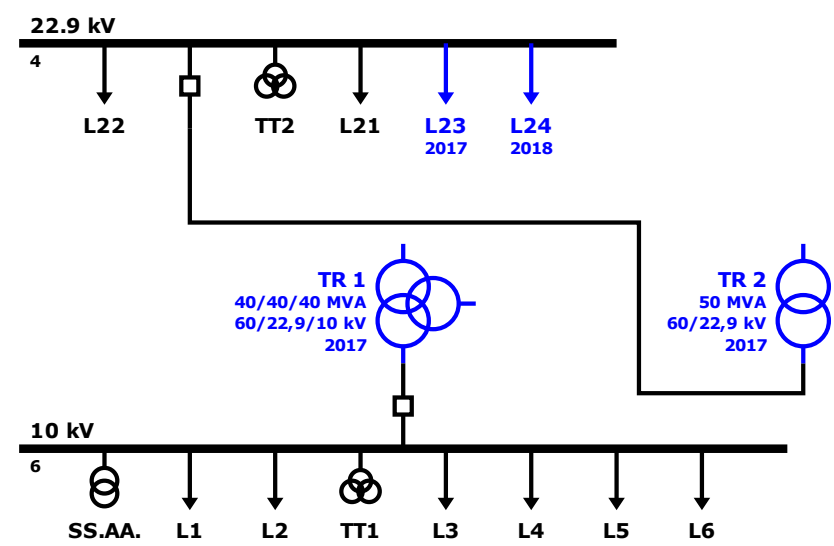 22.9 kV
4
L22
TT2
L21
L23
2017
L24
2018
TR 1
40/40/40 MVA
60/22,9/10 kV
2017
TR 2
50 MVA
60/22,9 kV
2017
10 kV
6
SS.AA.
L1
L2
TT1
L3
L4
L5
L6